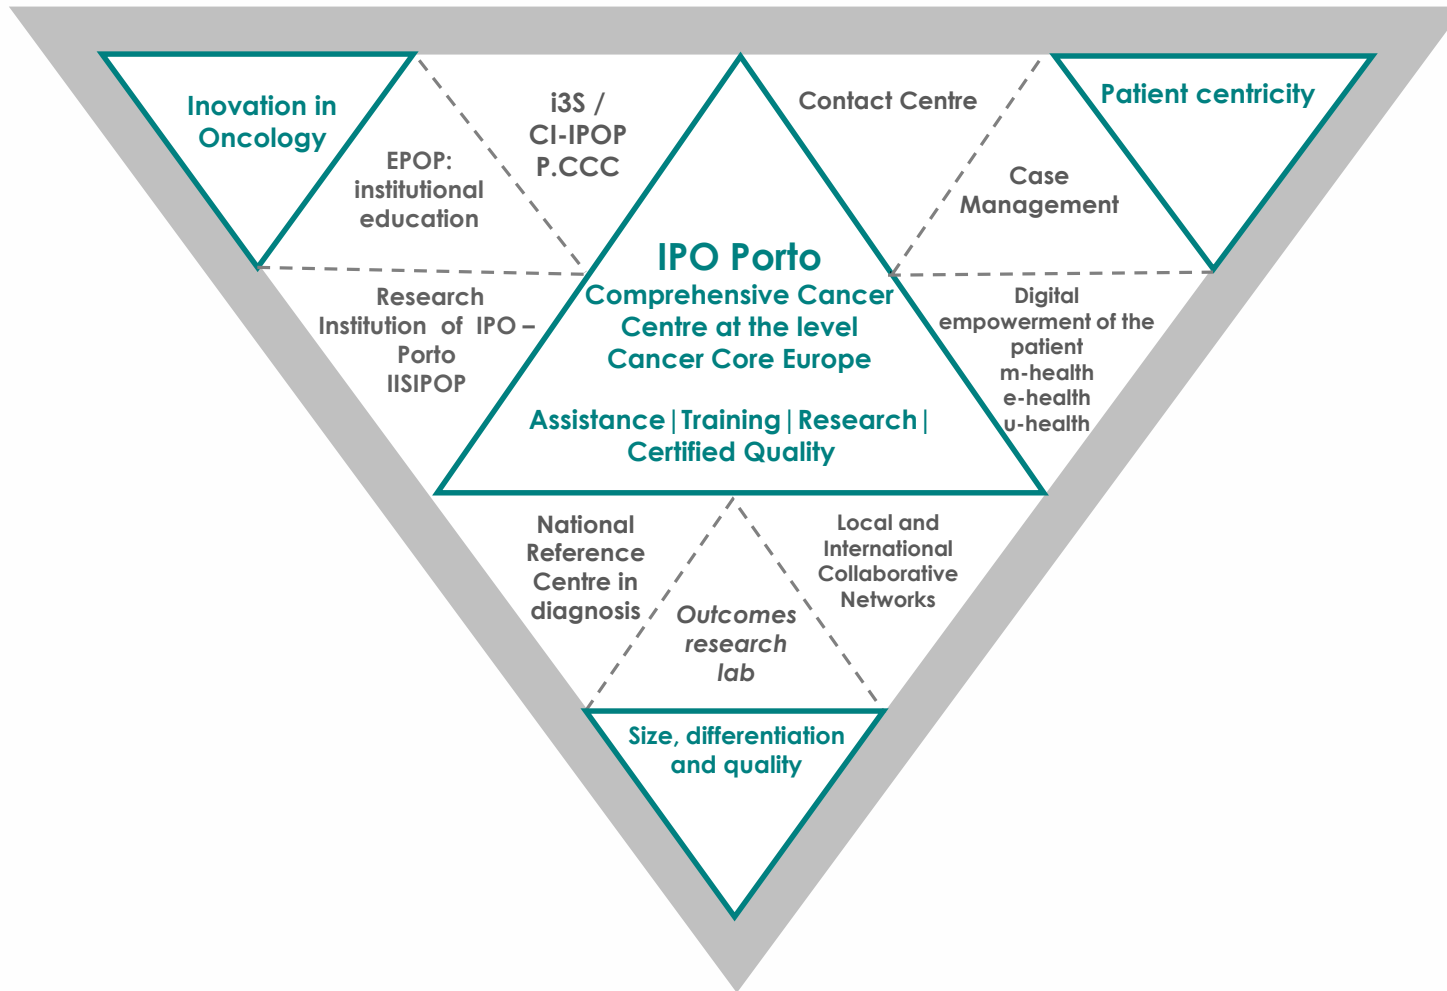 Inovation in
Oncology
EPOP:
institutional
education
i3S /
CI-IPOP
P.CCC
Contact Centre
Patient centricity
Case
Management
Research
Institution of IPO –
Porto
IISIPOP
IPO Porto
Comprehensive Cancer
Centre at the level
Cancer Core Europe
Assistance|Training|Research|
Certified Quality
Digital
empowerment of the
patient
m-health
e-health
u-health
National
Reference
Centre in
diagnosis
Outcomes
research
lab
Local and
International
Collaborative
Networks
Size, differentiation
and quality